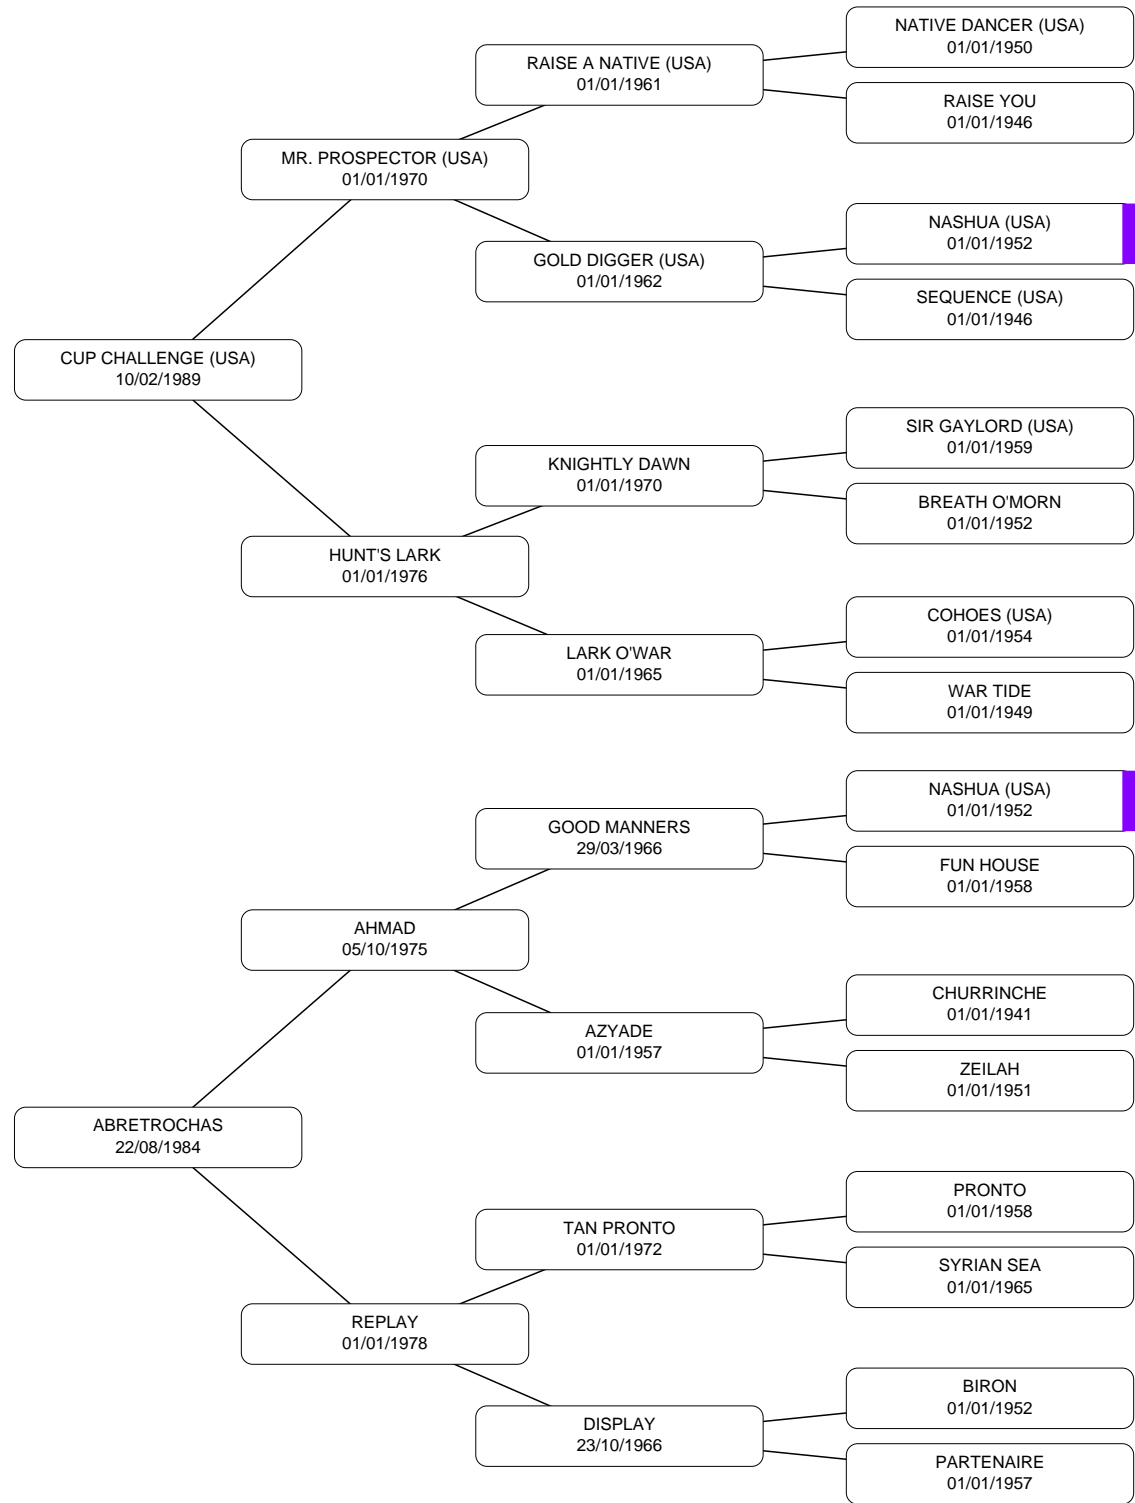 NATIVE DANCER (USA)
01/01/1950
RAISE A NATIVE (USA)
01/01/1961
RAISE YOU
01/01/1946
MR. PROSPECTOR (USA)
01/01/1970
NASHUA (USA)
01/01/1952
GOLD DIGGER (USA)
01/01/1962
SEQUENCE (USA)
01/01/1946
CUP CHALLENGE (USA)
10/02/1989
SIR GAYLORD (USA)
01/01/1959
KNIGHTLY DAWN
01/01/1970
BREATH O'MORN
01/01/1952
HUNT'S LARK
01/01/1976
COHOES (USA)
01/01/1954
LARK O'WAR
01/01/1965
WAR TIDE
01/01/1949
NASHUA (USA)
01/01/1952
GOOD MANNERS
29/03/1966
FUN HOUSE
01/01/1958
AHMAD
05/10/1975
CHURRINCHE
01/01/1941
AZYADE
01/01/1957
ZEILAH
01/01/1951
ABRETROCHAS
22/08/1984
PRONTO
01/01/1958
TAN PRONTO
01/01/1972
SYRIAN SEA
01/01/1965
REPLAY
01/01/1978
BIRON
01/01/1952
DISPLAY
23/10/1966
PARTENAIRE
01/01/1957